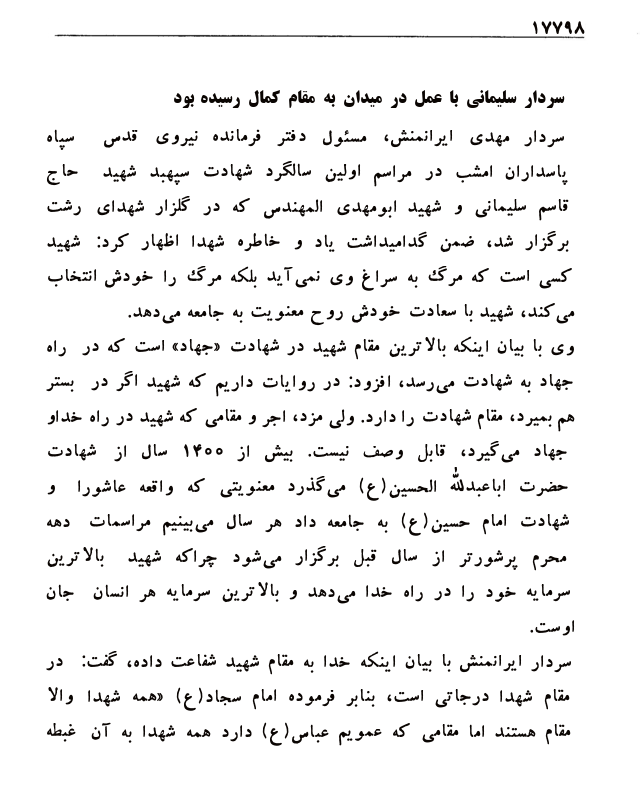 ۱۷۷۹۸
سردار سلیمانی با عمل در میدان به مقام کمال رسیده بود
سردار مهدی ایرانمنش، مسئول دفتر فرمانده نیروی قدس سپاه
پاسداران امشب در مراسم اولین سالگرد شهادت سپهبد شهید حاج
قاسم سلیمانی و شهید ابومهدی المهندس که در گلزار شهدای رشت
برگزار شد، ضمن گدامیداشت یاد و خاطره شهدا اظهار کرد: شهید
کسی است که مرگ به سراغ وی نمی‌آید بلکه مرگ را خودش انتخاب
می‌کند، شهید با سعادت خودش روح معنویت به جامعه می‌دهد.
وی با بیان اینکه بالاترین مقام شهید در شهادت «جهاد» است که در راه
جهاد به شهادت می‌رسد، افزود: در روایات داریم که شهید اگر در بستر
هم بمیرد، مقام شهادت را دارد. ولی مزد، اجر و مقامی که شهید در راه خداو
جهاد می‌گیرد، قابل وصف نیست. بیش از ۱۴۰۰ سال از شهادت
حضرت اباعبدلله الحسین(ع) می‌گذرد معنویتی که واقعه عاشورا و
شهادت امام حسین(ع) به جامعه داد هر سال می‌بینیم مراسمات دهه
محرم پرشورتر از سال قبل برگزار می‌شود چراکه شهید بالاترین
سرمایه خود را در راه خدا می‌دهد و بالاترین سرمایه هر انسان جان
اوست.
سردار ایرانمنش با بیان اینکه خدا به مقام شهید شفاعت داده، گفت: در
مقام شهدا درجاتی است، بنابر فرموده امام سجاد(ع) «همه شهدا والا
مقام هستند اما مقامی که عمویم عباس(ع) دارد همه شهدا به آن غبطه